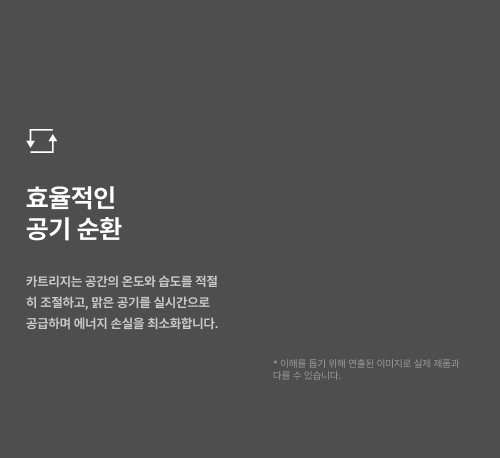 효율적인
공기 순환
카트리지는 공간의 온도와 습도를 적절
히 조절하고, 맑은 공기를 실시간으로
공급하며 에너지 손실을 최소화합니다.
* 이해를 돕기 위해 연출된 이미지로 실제 제품과
다를 수 있습니다.